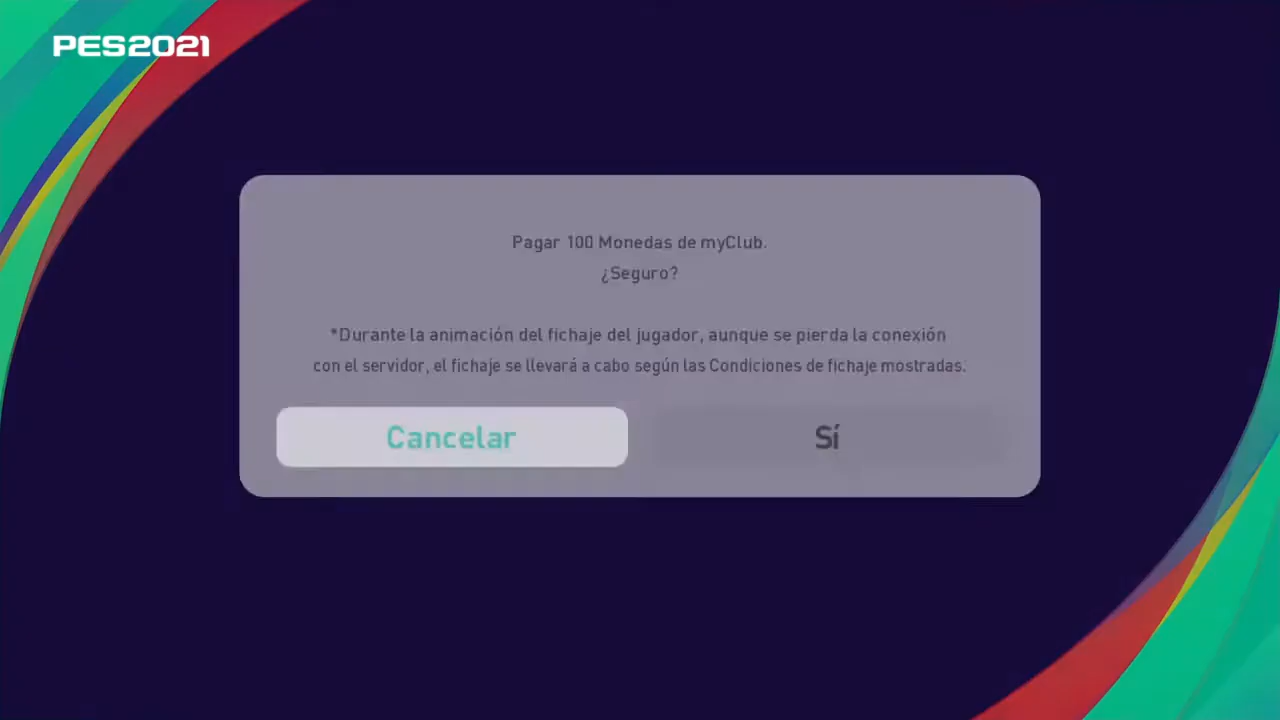 PES2021
Pagar 100 Monedas de myClub.
¿Seguro?
*Durante la animación del fichaje del jugador, aunque se pierda la conexión
con el servidor, el fichaje se llevará a cabo según las Condiciones de fichaje mostradas.
Cancelar
Sí